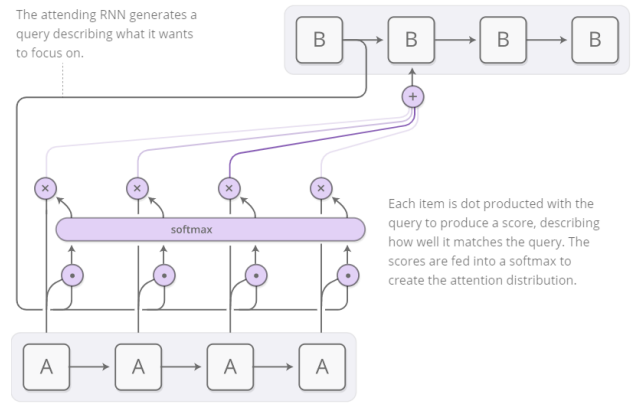 The attending RNN generates a
query describing what it wants
to focus on.
B B B B
softmax
Each item is dot producted with the
query to produce a score, describing
how well it matches the query. The
scores are fed into a softmax to
create the attention distribution.
A A A A